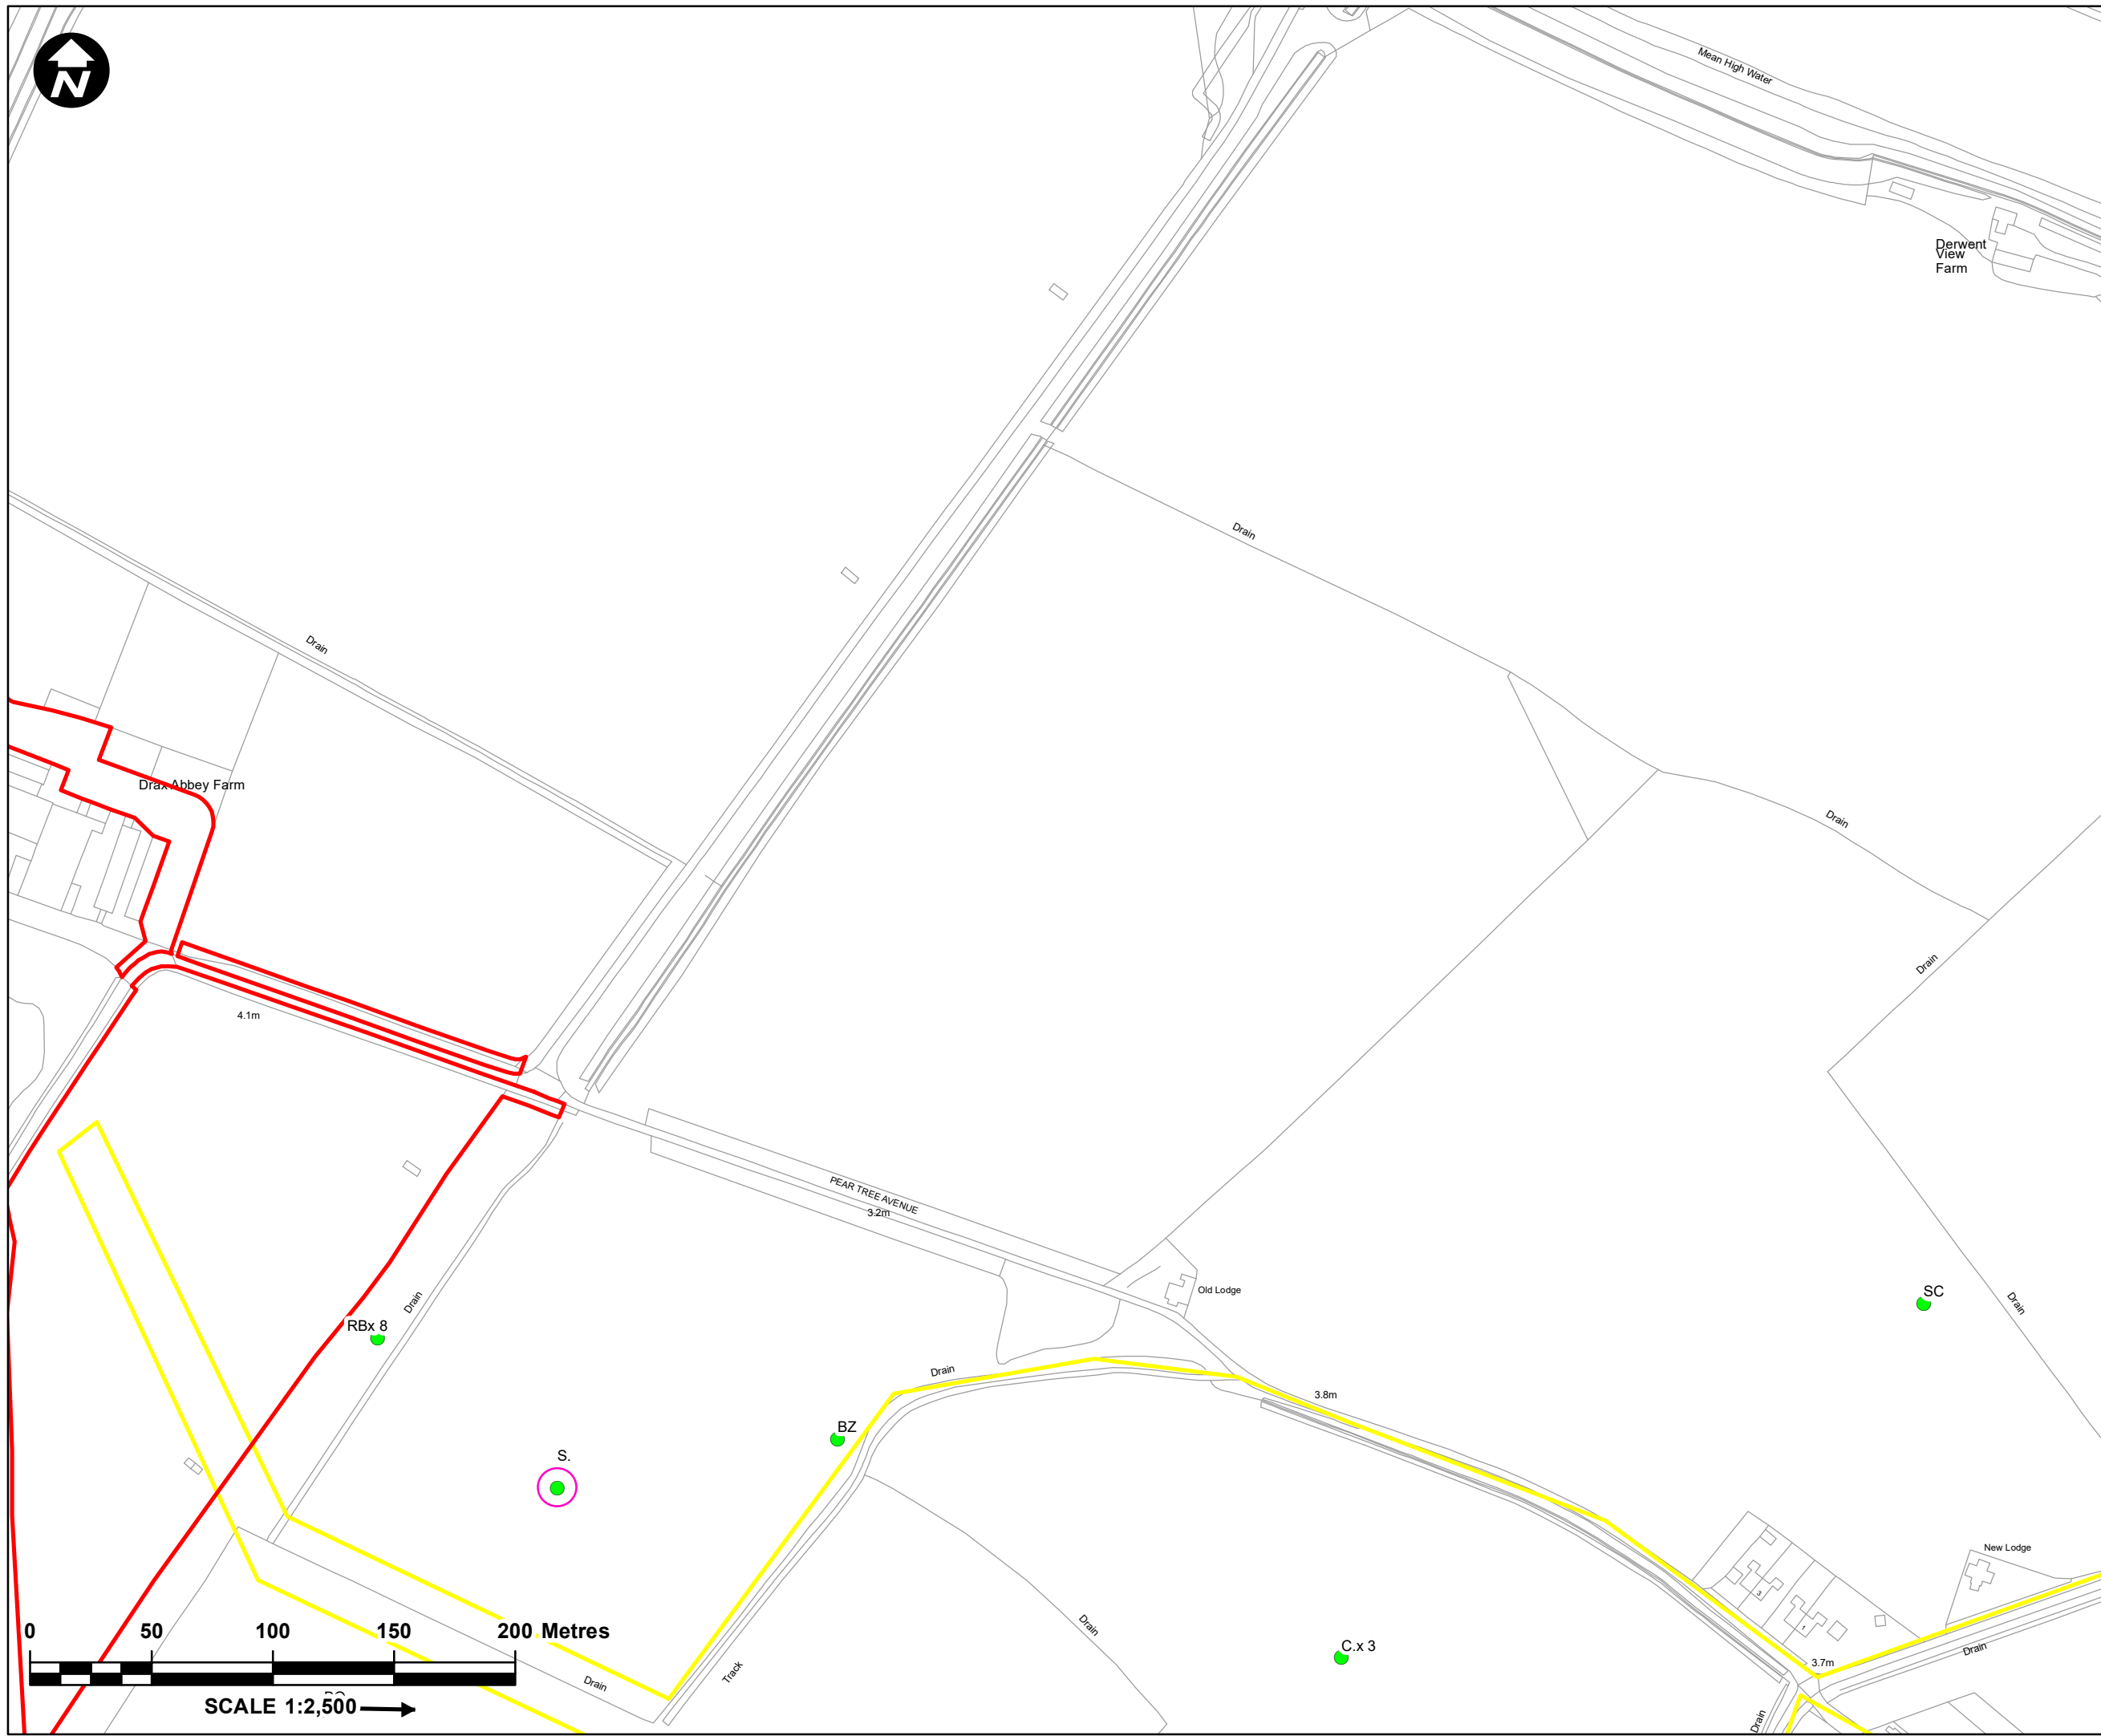 N
Mean High Water
Derwent
View
Farm
Drain
Drain
Drax Abbey Farm
Drain
Drain
4.1m
PEAR TREE AVENUE
3.2m
Old Lodge
SC
Drain
Drain
RBx 8
Drain
3.8m
BZ
S.
New Lodge
3
1
Drain
Drain
C.x 3
3.7m
Track
Drain
Drain
0 50 100 150 200 Metres
SCALE 1:2,500